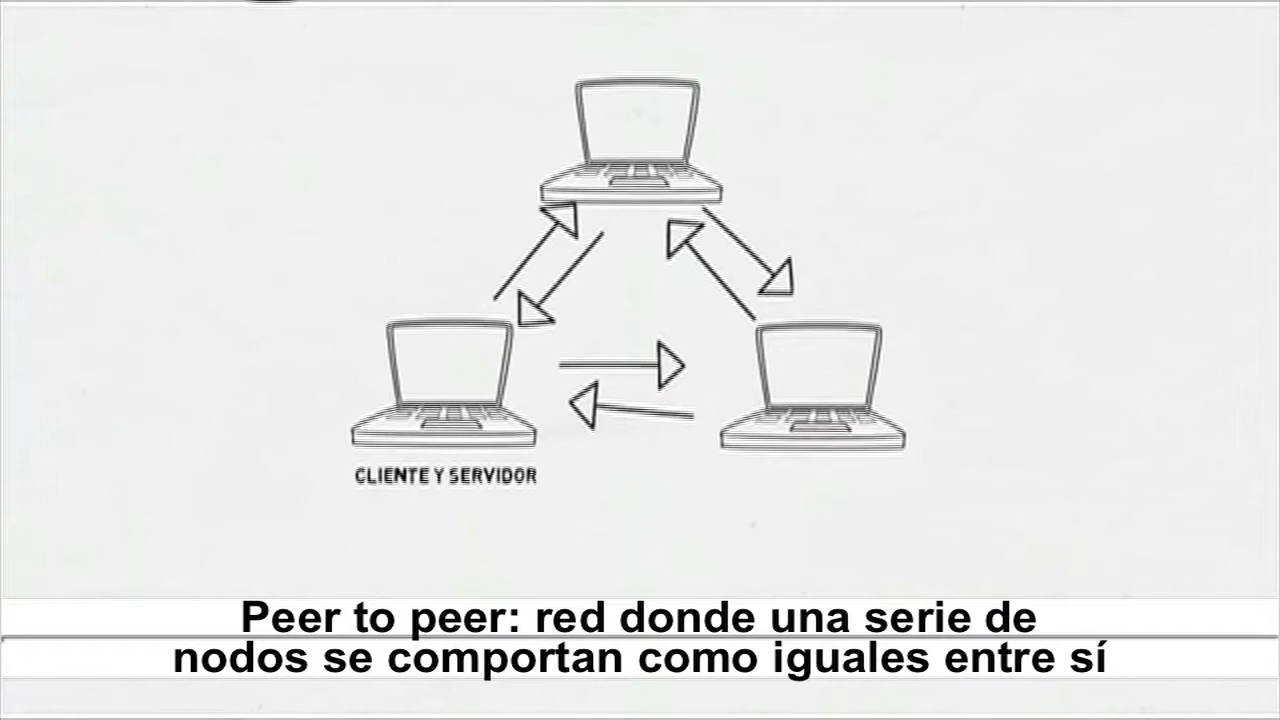 CLIENTE Y SERVIDOR
Peer to peer: red donde una serie de
nodos se comportan como iguales entre sí